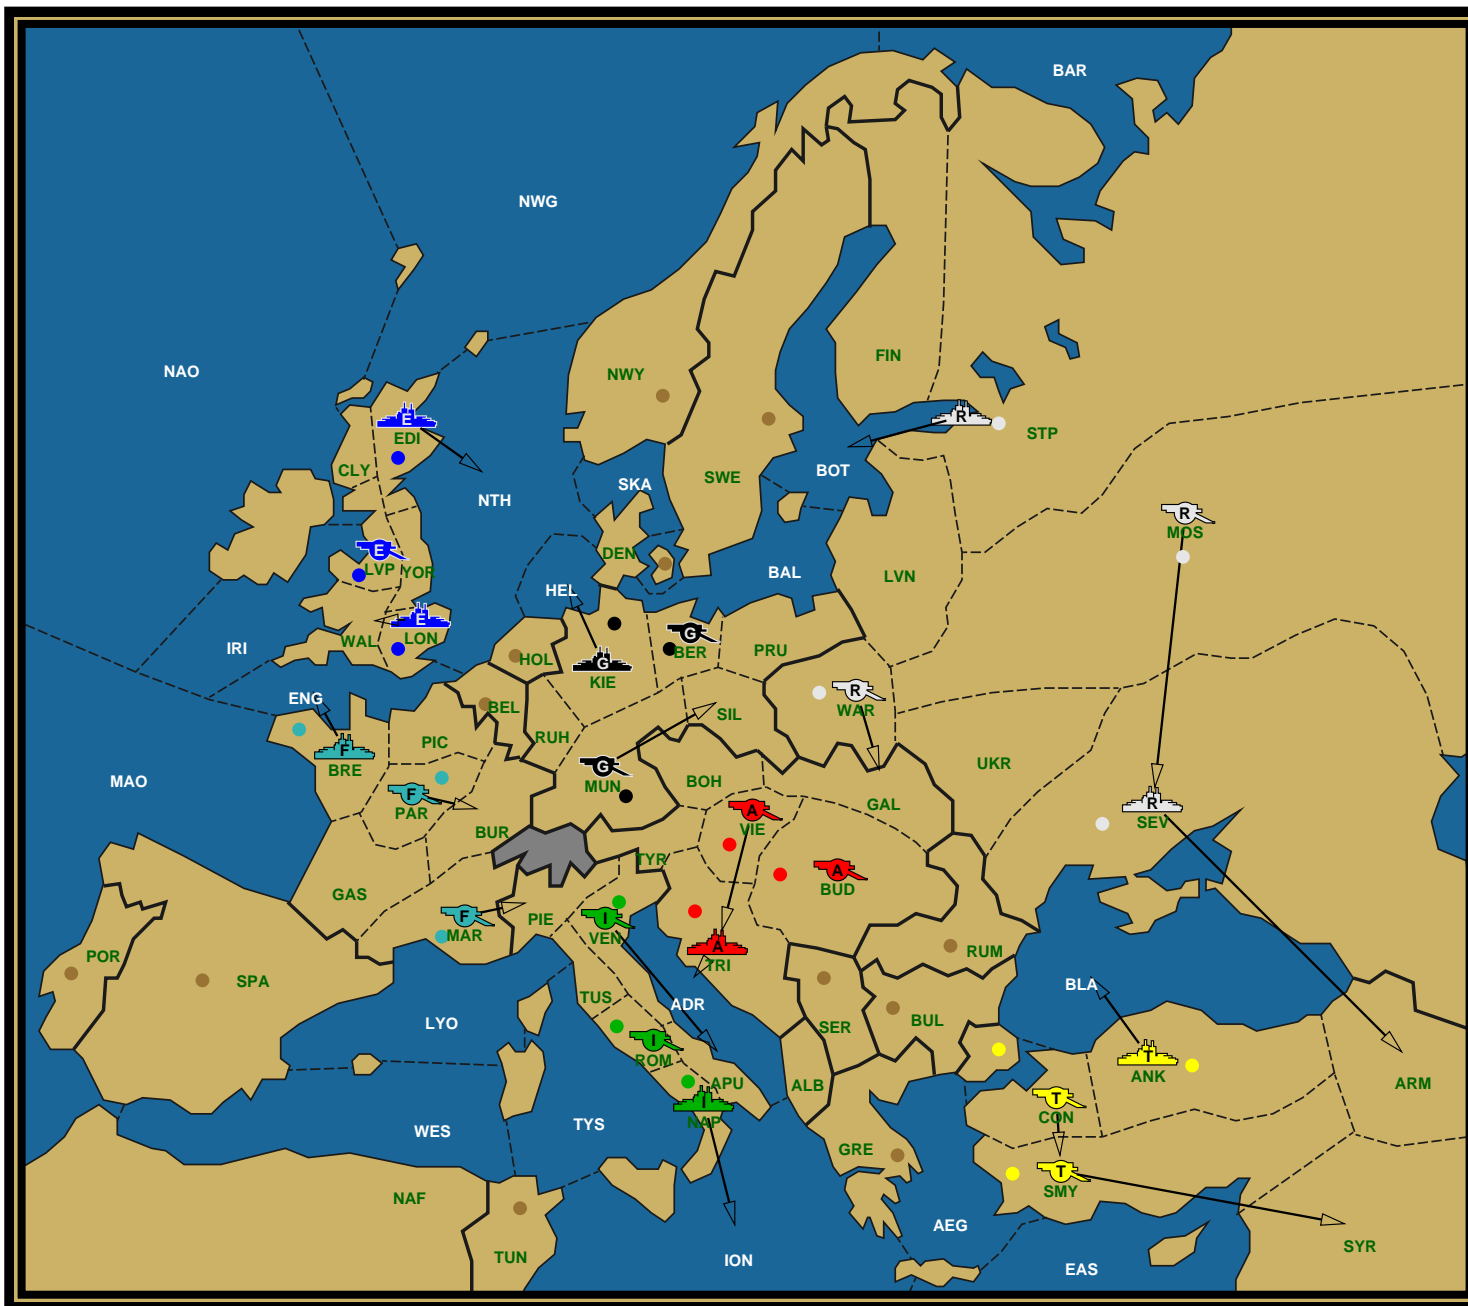 BAR
NWG
NAO
FIN
NWY
E
EDI
R
STP
CLY
BOT
SWE
SKA
NTH
R
MOS
E
LVP
YOR
DEN
BAL
LVN
HEL
E
LON
WAL
IRI
G
BER
PRU
HOL
G
KIE
R
WAR
ENG
BEL
SIL
RUH
PIC
F
BRE
UKR
G
MUN
BOH
MAO
F
PAR
GAL
R
SEV
A
VIE
BUR
TYR
A
BUD
GAS
F
MAR
PIE
I
VEN
A
TRI
RUM
POR
SPA
BLA
TUS
ADR
LYO
SER
BUL
I
ROM
T
ANK
APU
ALB
ARM
I
NAP
T
CON
WES
TYS
GRE
T
SMY
NAF
AEG
SYR
TUN
ION
EAS